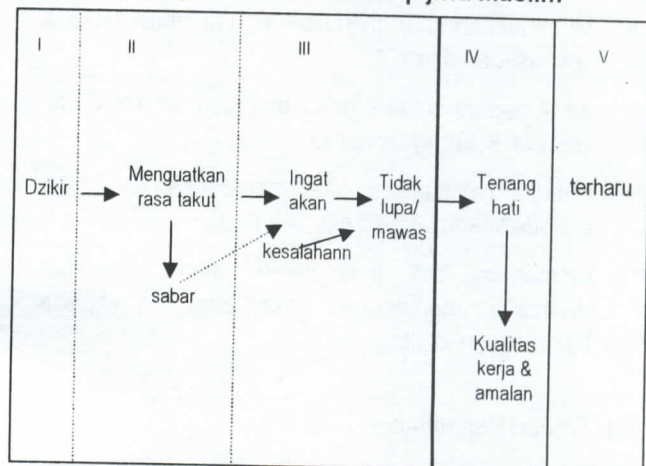 I II III IV V
Dzikir
Menguatkan
rasa takut
sabar
Ingat
akan
kesalahann
Tidak
lupa/
mawas
Tenang
hati
Kualitas
kerja &
amalan
terharu